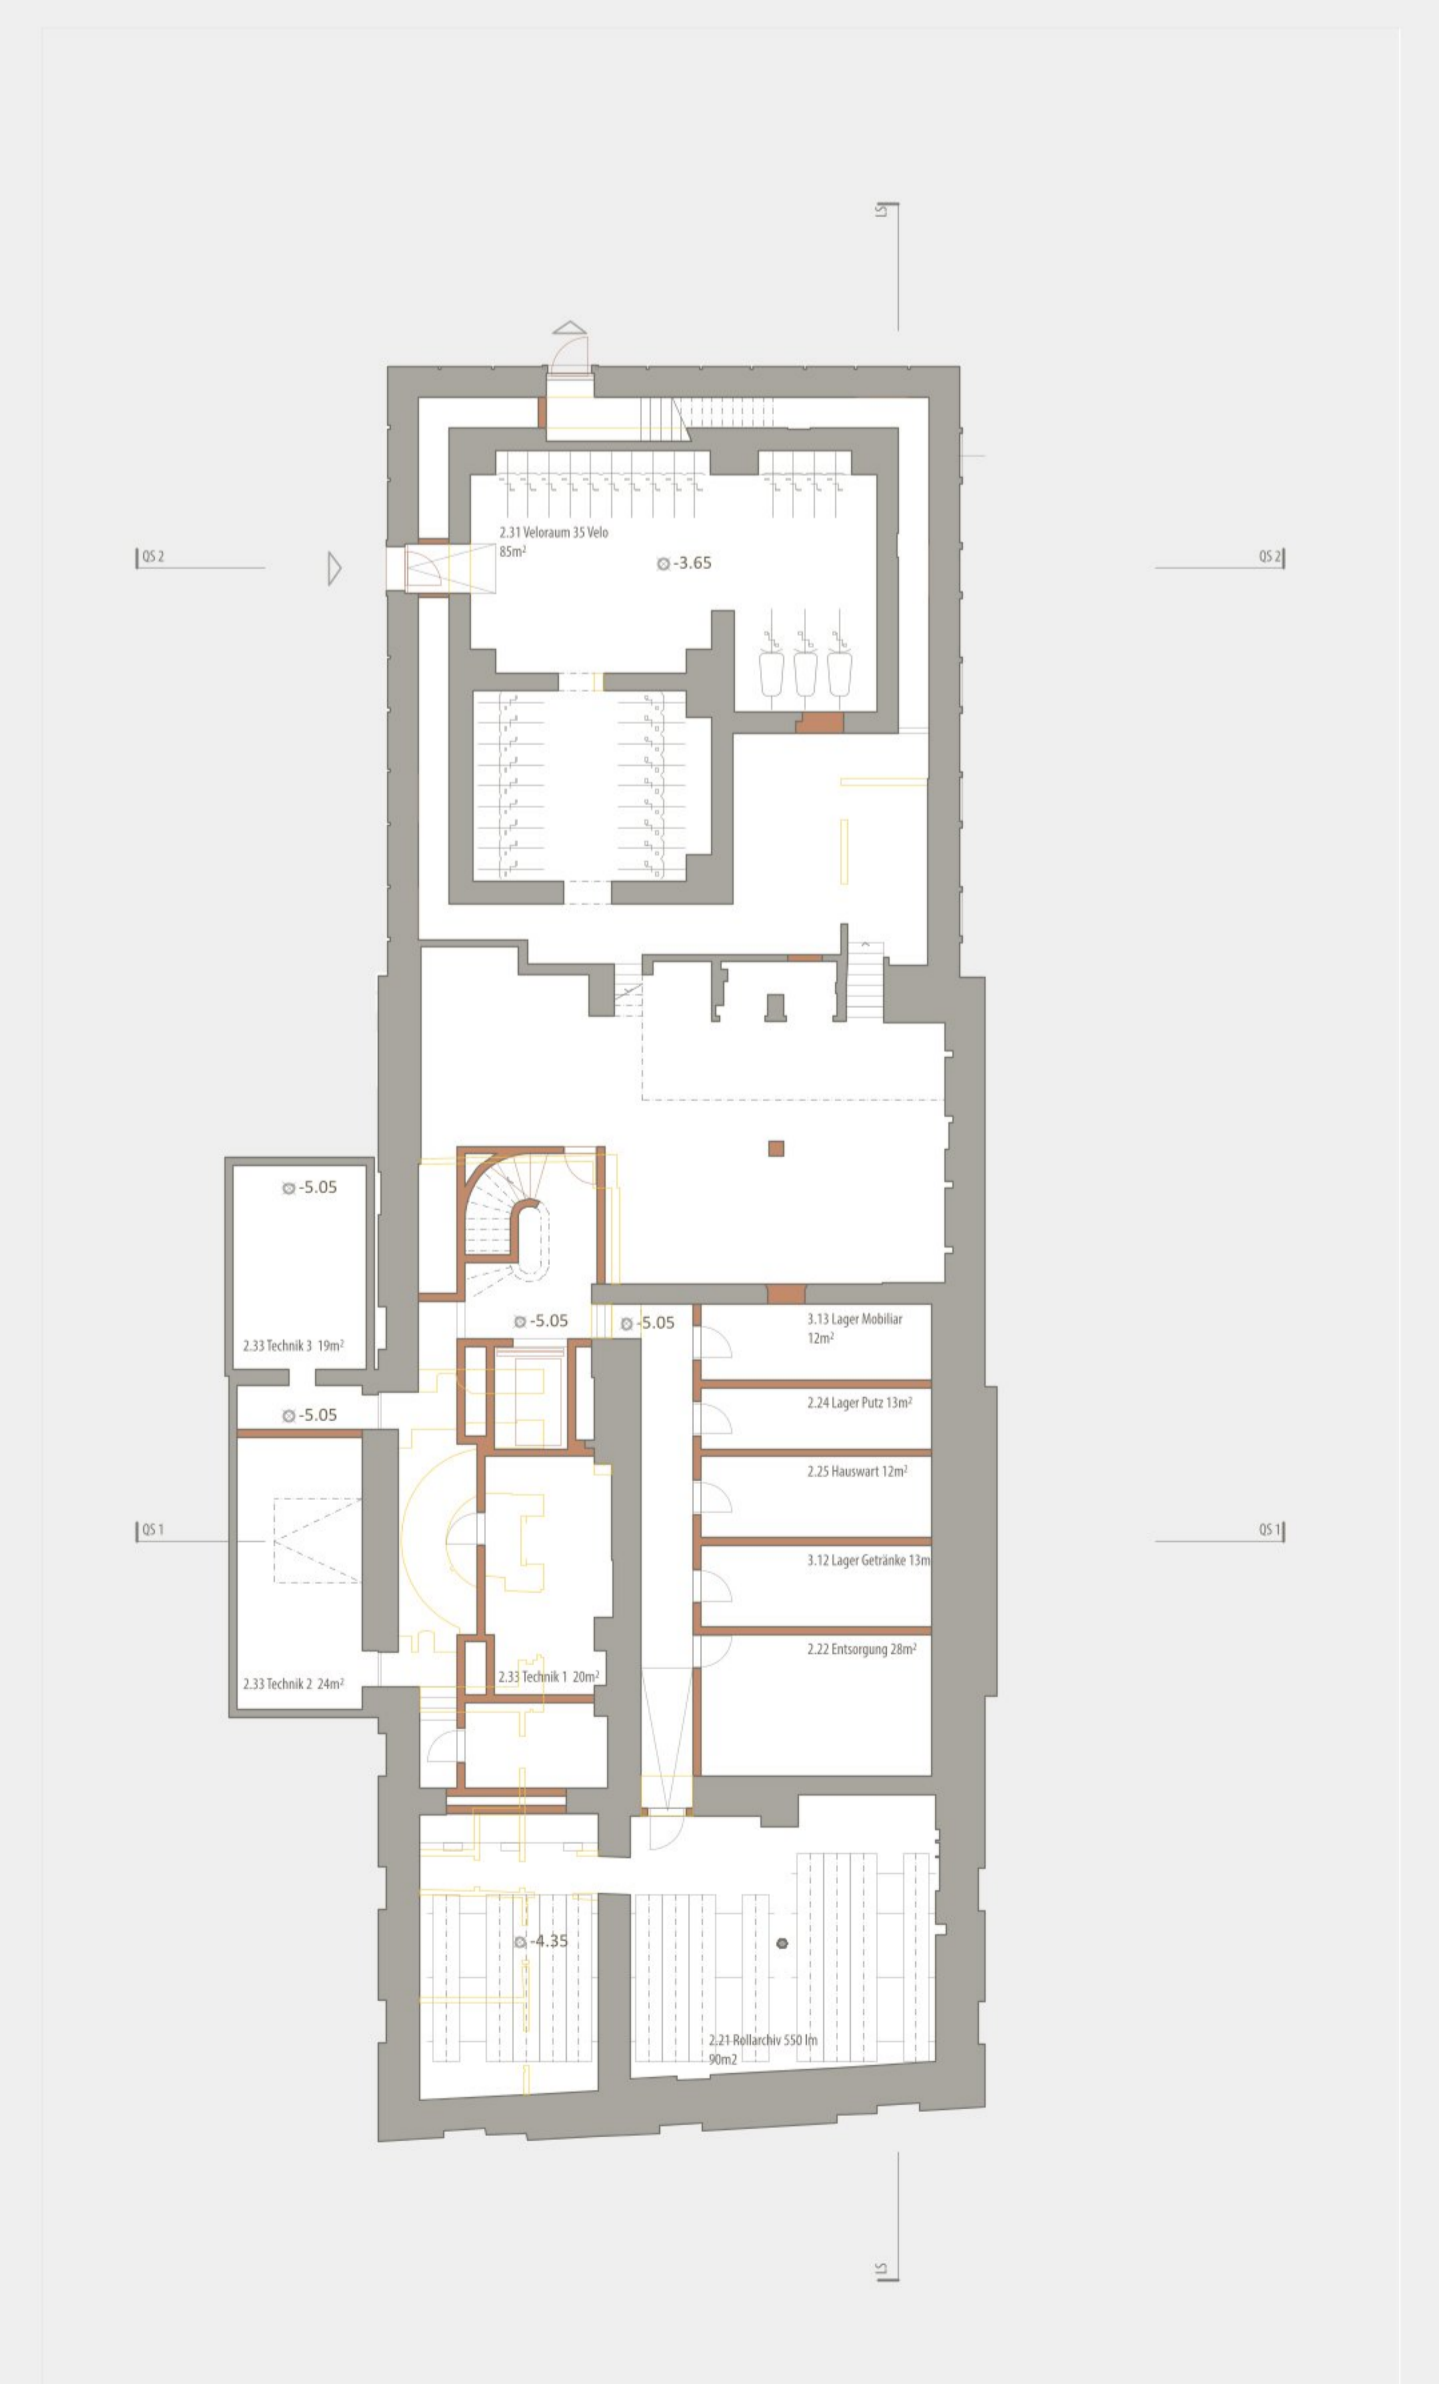 LS
2.31 Veloraum 35 Velo
85m²
-3.65
QS 2
QS 2
-5.05
2.33 Technik 3 19m²
-5.05
-5.05
3.13 Lager Mobiliar
12m²
-5.05
2.24 Lager Putz 13m²
2.25 Hauswart 12m²
QS 1
QS 1
3.12 Lager Getränke 13m
2.22 Entsorgung 28m²
2.33 Technik 1 20m²
2.33 Technik 2 24m²
-4.35
2.21 Rollarchiv 550 lm
90m2
LS